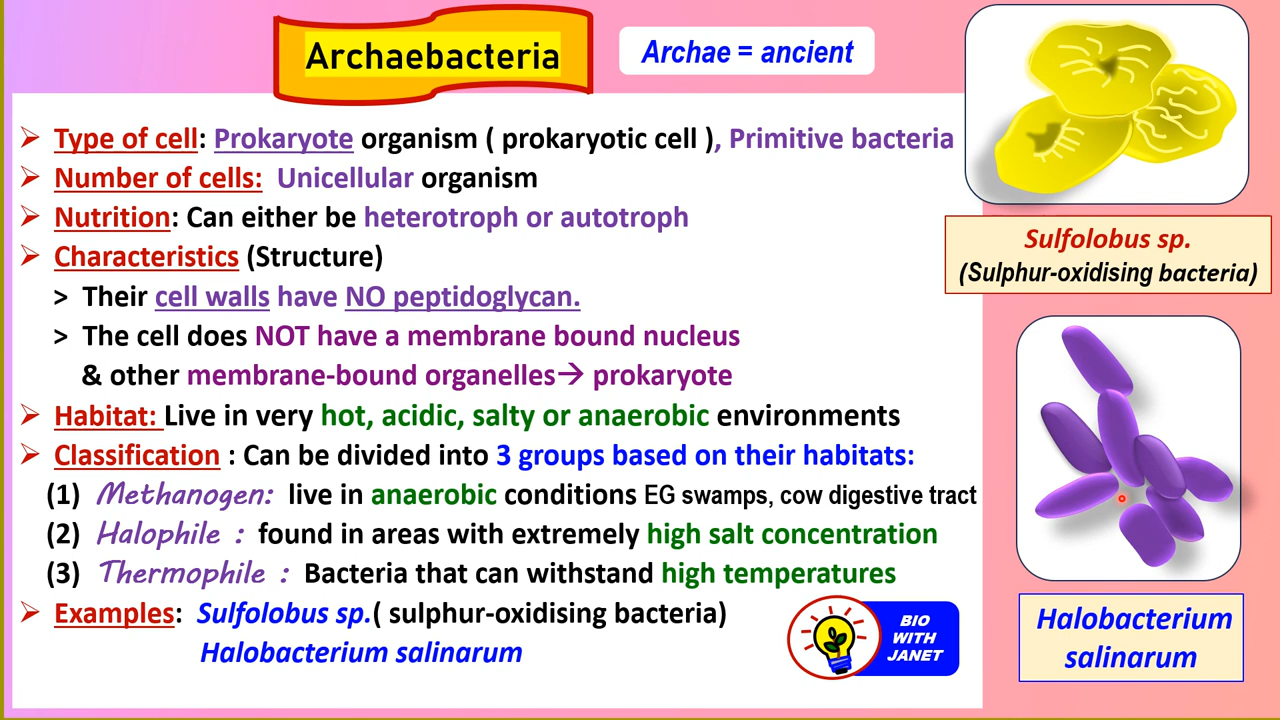 Archaebacteria
Archae = ancient
➢ Type of cell: Prokaryote organism ( prokaryotic cell ), Primitive bacteria
➢ Number of cells: Unicellular organism
➢ Nutrition: Can either be heterotroph or autotroph
➢ Characteristics (Structure)
> Their cell walls have NO peptidoglycan.
> The cell does NOT have a membrane bound nucleus
& other membrane-bound organelles→ prokaryote
➢ Habitat: Live in very hot, acidic, salty or anaerobic environments
➢ Classification : Can be divided into 3 groups based on their habitats:
(1) Methanogen: live in anaerobic conditions EG swamps, cow digestive tract
(2) Halophile : found in areas with extremely high salt concentration
(3) Thermophile : Bacteria that can withstand high temperatures
➢ Examples: Sulfolobus sp.( sulphur-oxidising bacteria)
Halobacterium salinarum
BIO
WITH
JANET
Sulfolobus sp.
(Sulphur-oxidising bacteria)
Halobacterium
salinarum